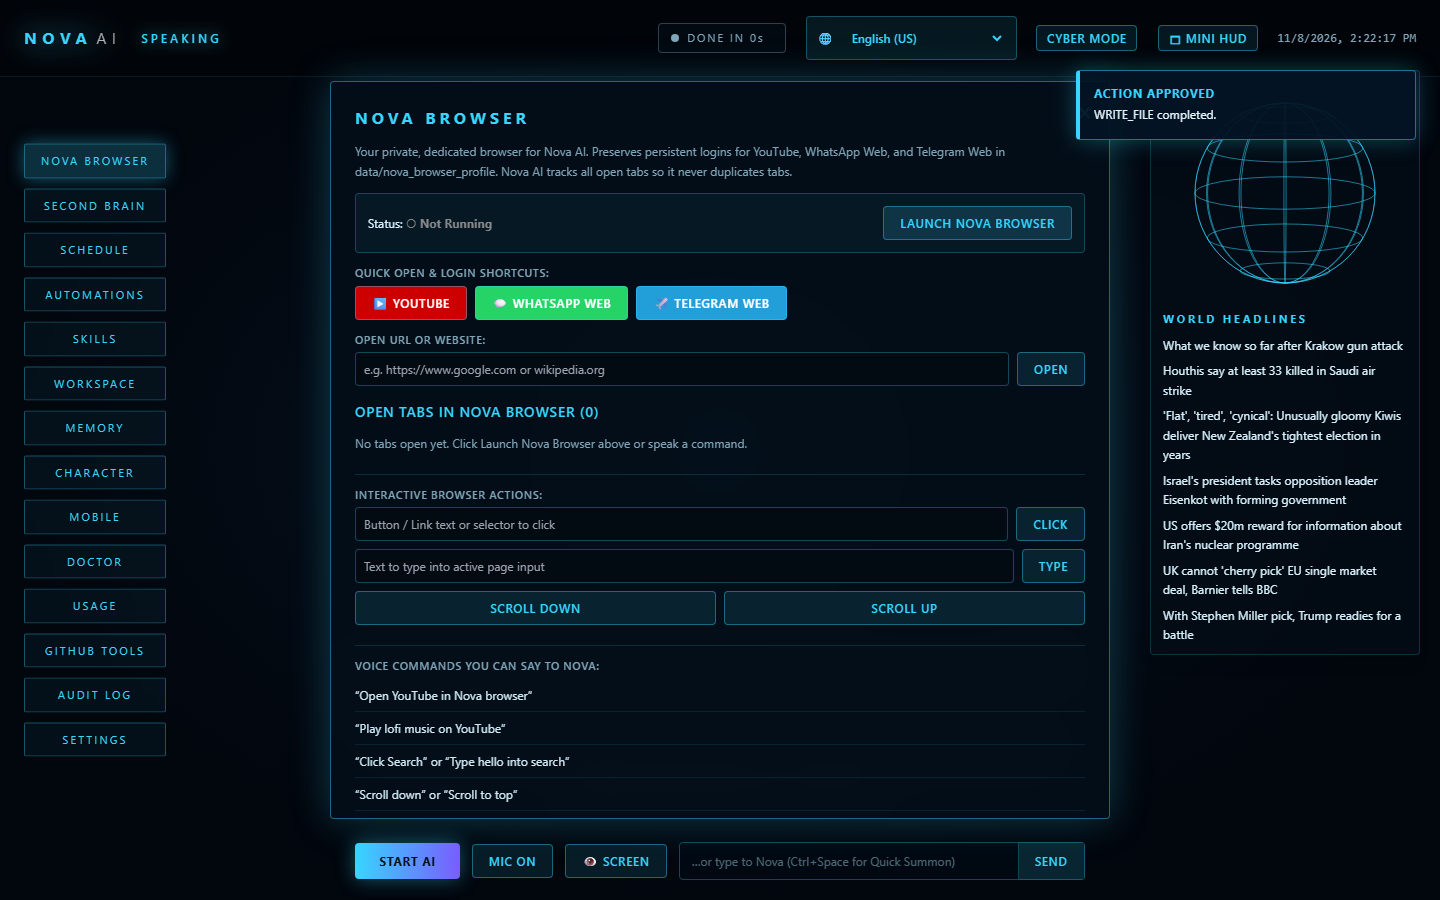 NOVA AI SPEAKING
DONE IN 0s
English (US)
CYBER MODE
MINI HUD
11/8/2026, 2:22:17 PM
ACTION APPROVED
WRITE_FILE completed.
NOVA BROWSER
SECOND BRAIN
SCHEDULE
AUTOMATIONS
SKILLS
WORKSPACE
MEMORY
CHARACTER
MOBILE
DOCTOR
USAGE
GITHUB TOOLS
AUDIT LOG
SETTINGS
NOVA BROWSER
Your private, dedicated browser for Nova AI. Preserves persistent logins for YouTube, WhatsApp Web, and Telegram Web in
data/nova_browser_profile. Nova AI tracks all open tabs so it never duplicates tabs.
Status: Not Running
LAUNCH NOVA BROWSER
QUICK OPEN & LOGIN SHORTCUTS:
YOUTUBE
WHATSAPP WEB
TELEGRAM WEB
OPEN URL OR WEBSITE:
e.g. https://www.google.com or wikipedia.org
OPEN
OPEN TABS IN NOVA BROWSER (0)
No tabs open yet. Click Launch Nova Browser above or speak a command.
INTERACTIVE BROWSER ACTIONS:
Button / Link text or selector to click
CLICK
Text to type into active page input
TYPE
SCROLL DOWN
SCROLL UP
VOICE COMMANDS YOU CAN SAY TO NOVA:
“Open YouTube in Nova browser”
“Play lofi music on YouTube”
“Click Search” or “Type hello into search”
“Scroll down” or “Scroll to top”
START AI
MIC ON
SCREEN
...or type to Nova (Ctrl+Space for Quick Summon)
SEND
WORLD HEADLINES
What we know so far after Krakow gun attack
Houthis say at least 33 killed in Saudi air
strike
'Flat', 'tired', 'cynical': Unusually gloomy Kiwis
deliver New Zealand's tightest election in
years
Israel's president tasks opposition leader
Eisenkot with forming government
US offers $20m reward for information about
Iran's nuclear programme
UK cannot 'cherry pick' EU single market
deal, Barnier tells BBC
With Stephen Miller pick, Trump readies for a
battle